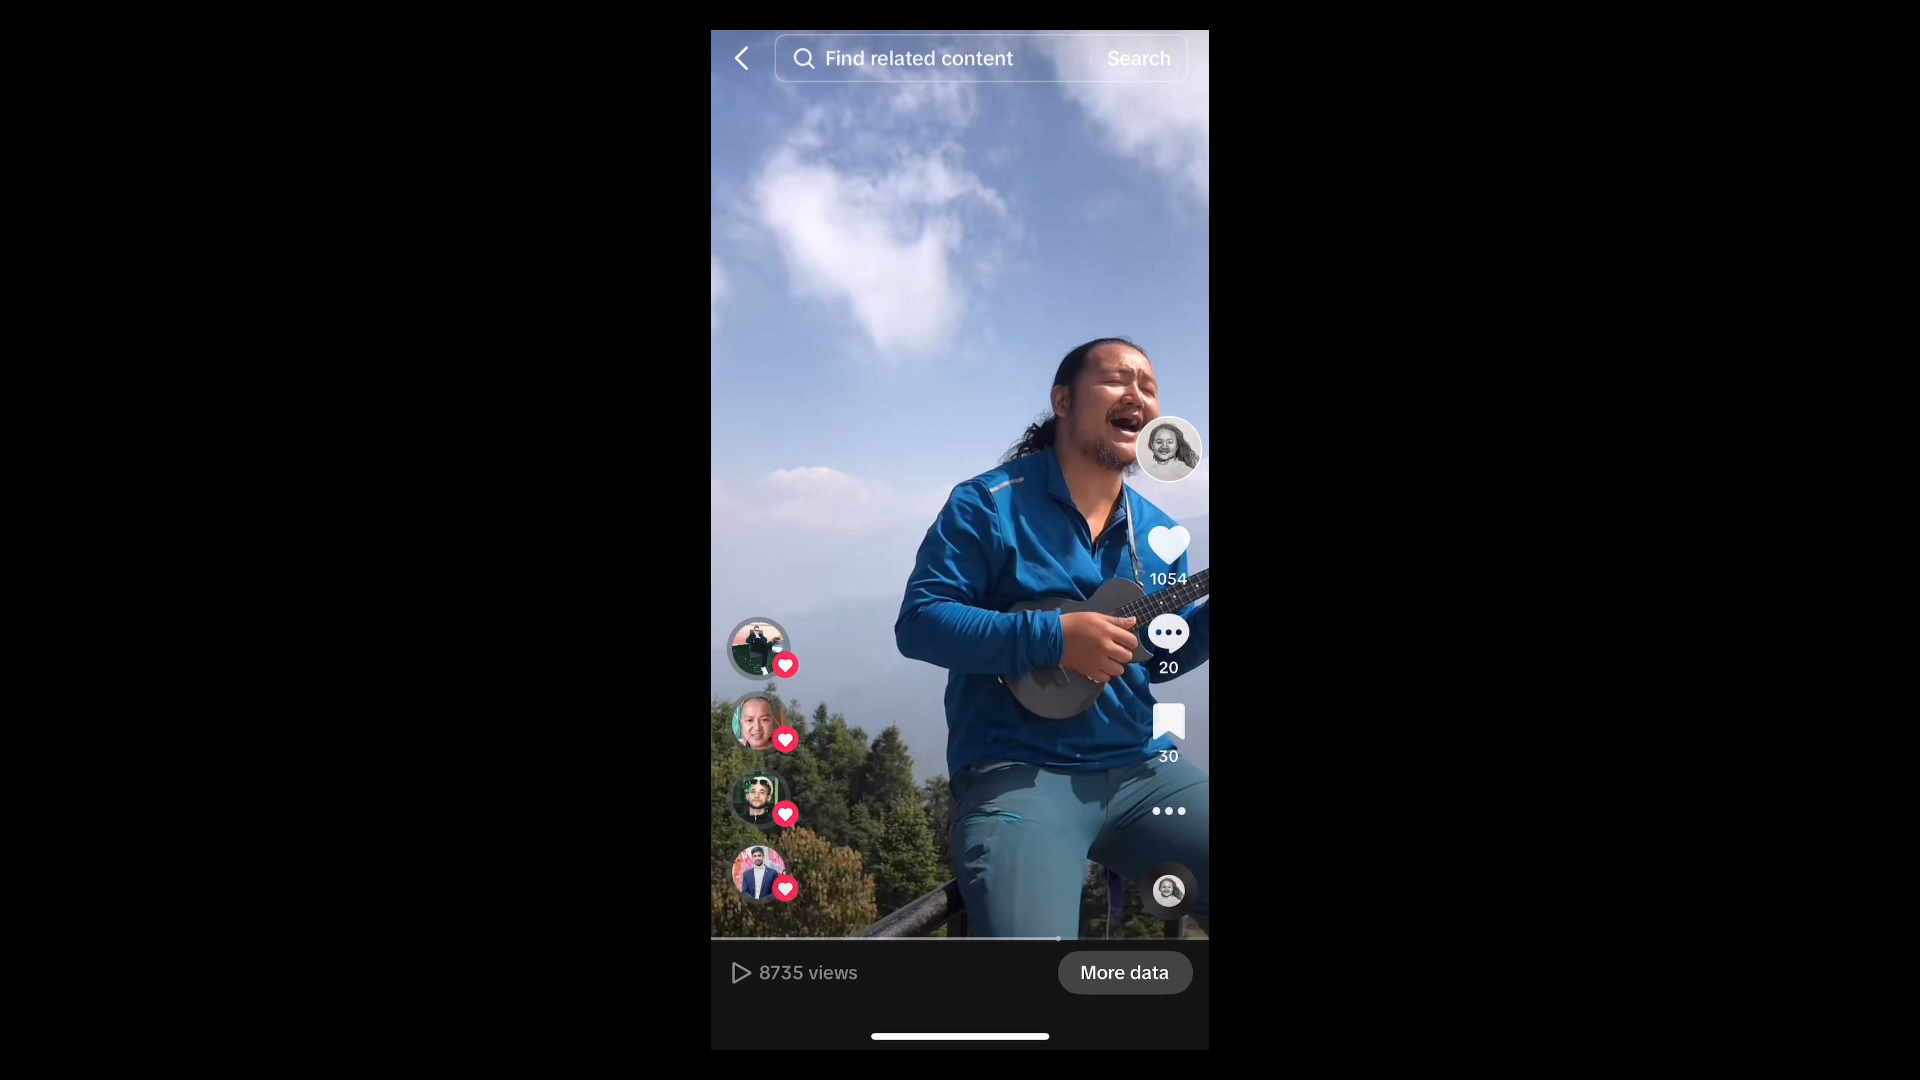 Find related content Search
1054
20
30
8735 views More data